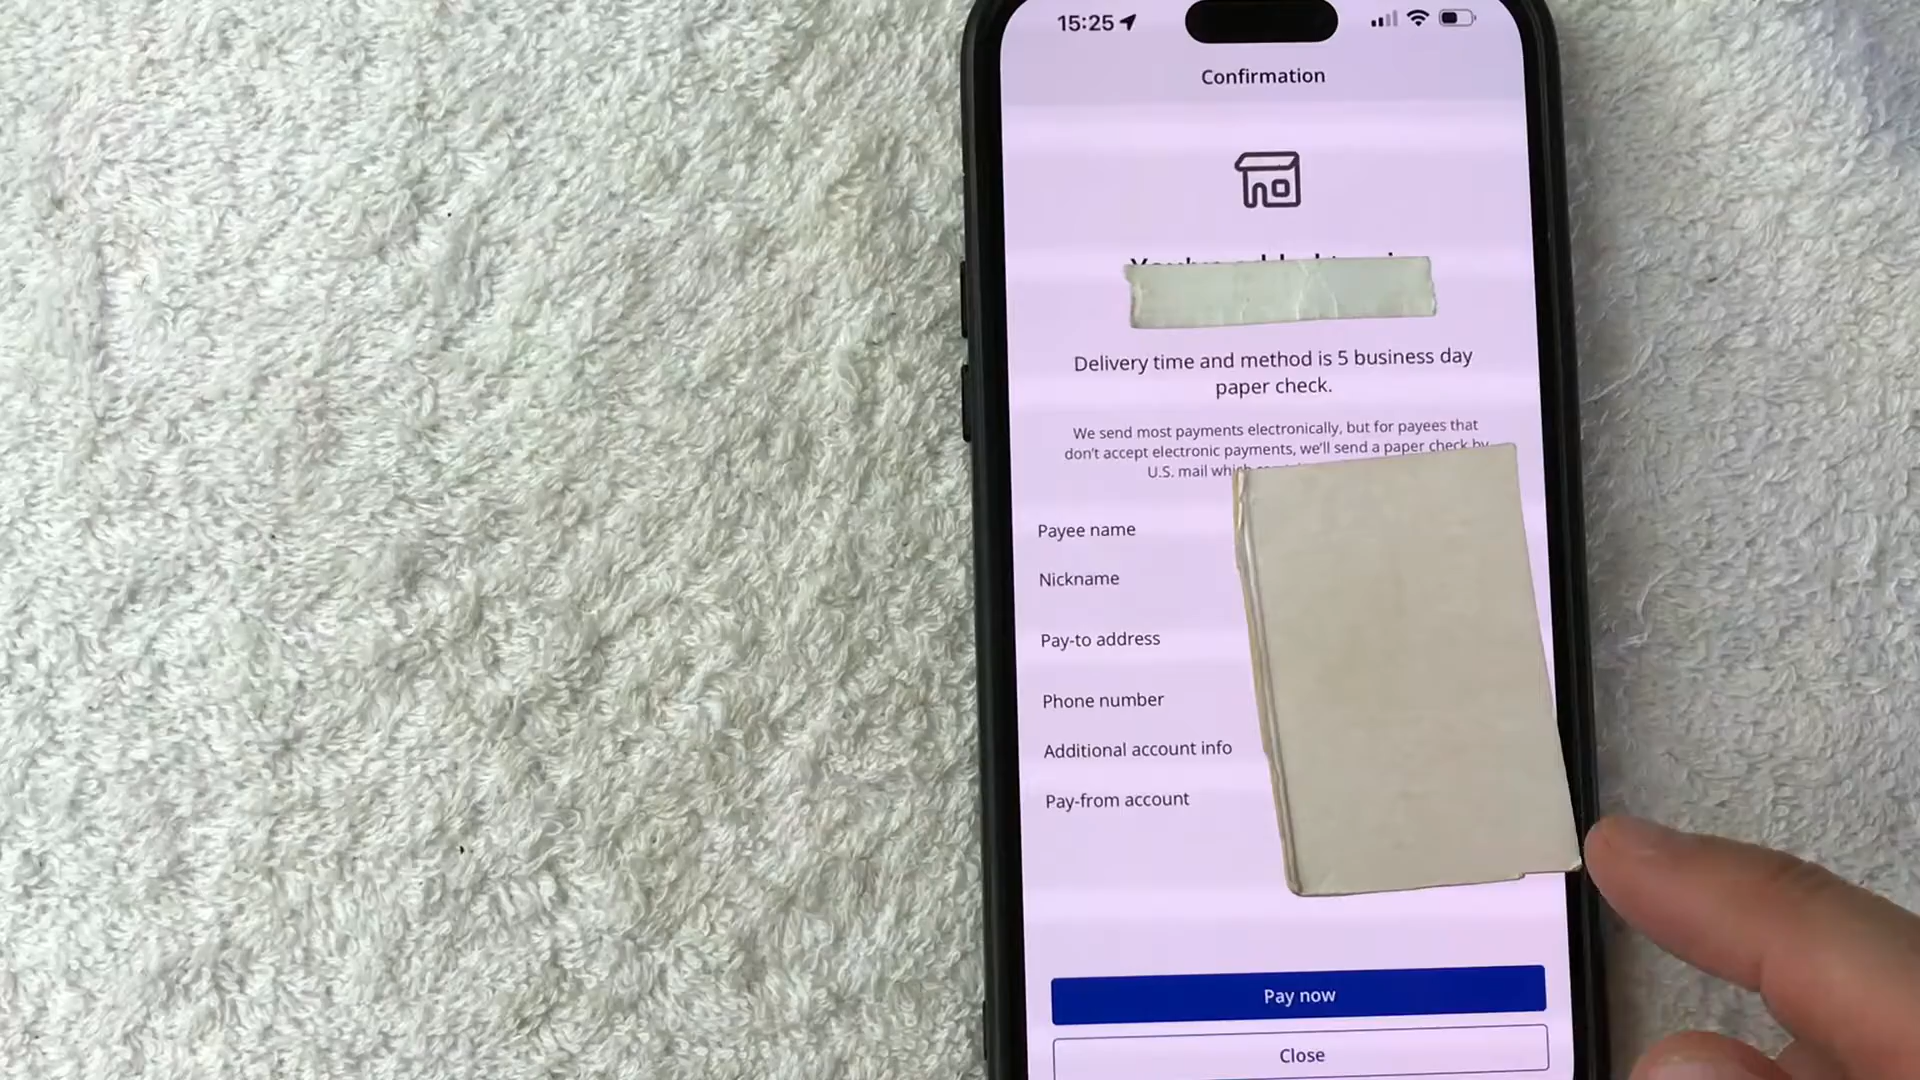 15:25
Confirmation
Delivery time and method is 5 business day
paper check.
We send most payments electronically, but for payees that
don't accept electronic payments, we'll send a paper check by
U.S. mail which
Payee name
Nickname
Pay-to address
Phone number
Additional account info
Pay-from account
Pay now
Close